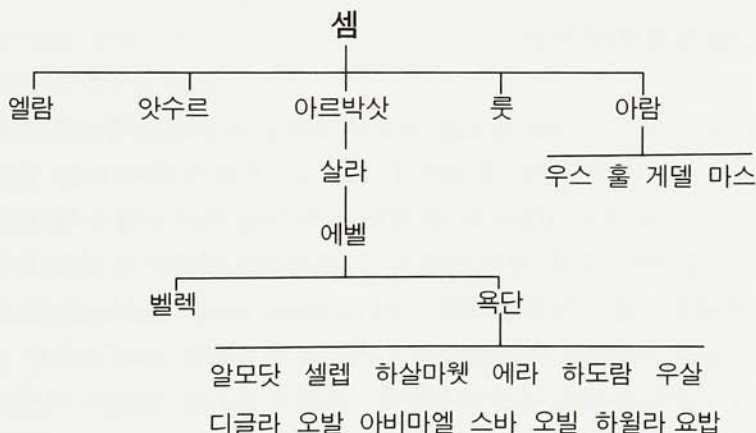 셈
엘람 앗수르 아르박삿 룻 아람
살라 우스 훌 게델 마스
에벨
벨렉 욕단
알모닷 셀렙 하살마웻 에라 하도람 우살
디글라 오발 아비마엘 스바 오빌 하윌라 요밥